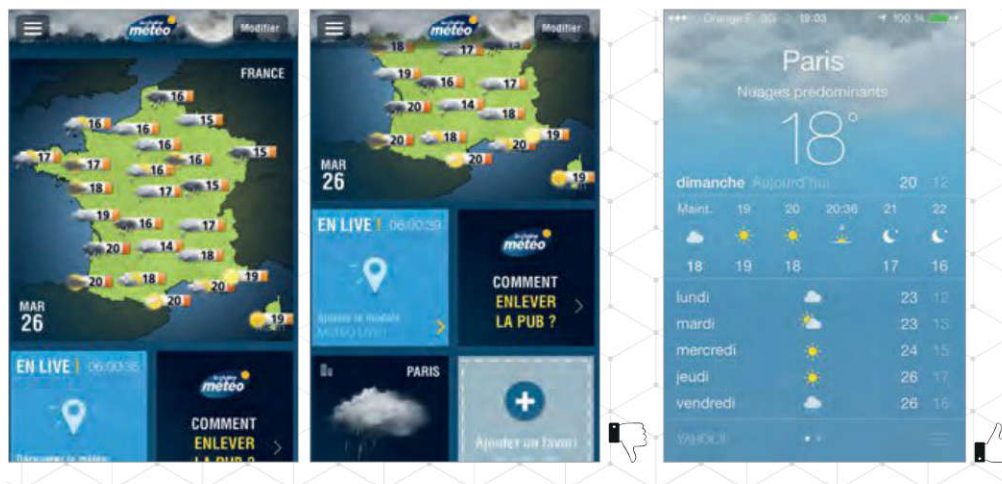 la chaîne
météo
Modifier
FRANCE
16
16
15
16
16
15
17
17
16
16
18
17
15
19
16
17
20
14
18
20
18
20
19
20
19
MAR
26
EN LIVE ! 06:00:35
la chaîne
météo
COMMENT
ENLEVER
LA PUB ?
la chaîne
météo
Modifier
18
17
15
19
16
17
20
14
18
20
18
20
19
20
19
MAR
26
EN LIVE ! 06:00:39
Ajouter le module
METEO LIVE
la chaîne
météo
COMMENT
ENLEVER
LA PUB ?
PARIS
Ajouter un favori
Orange F 3G 19:03 100 %
Paris
Nuages prédominants
18°
dimanche Aujourd'hui 20 12
Maint. 19 20 20:36 21 22
18 19 18 17 16
lundi 23 12
mardi 23 13
mercredi 24 15
jeudi 26 17
vendredi 26 16
YAHOO!